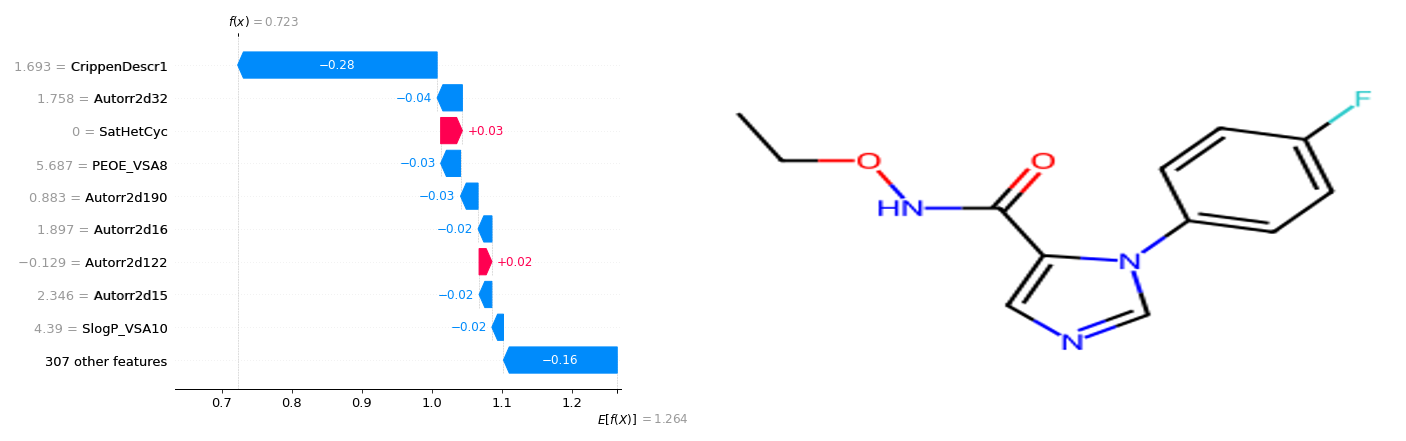 f(x) = 0.723
1.693 = CrippenDescr1
−0.28
1.758 = Autorr2d32
−0.04
0 = SatHetCyc
+0.03
5.687 = PEOE_VSA8
−0.03
0.883 = Autorr2d190
−0.03
1.897 = Autorr2d16
−0.02
−0.129 = Autorr2d122
+0.02
2.346 = Autorr2d15
−0.02
4.39 = SlogP_VSA10
−0.02
307 other features
−0.16
0.7 0.8 0.9 1.0 1.1 1.2
E[f(X)] = 1.264
F
O
O
HN
N
N